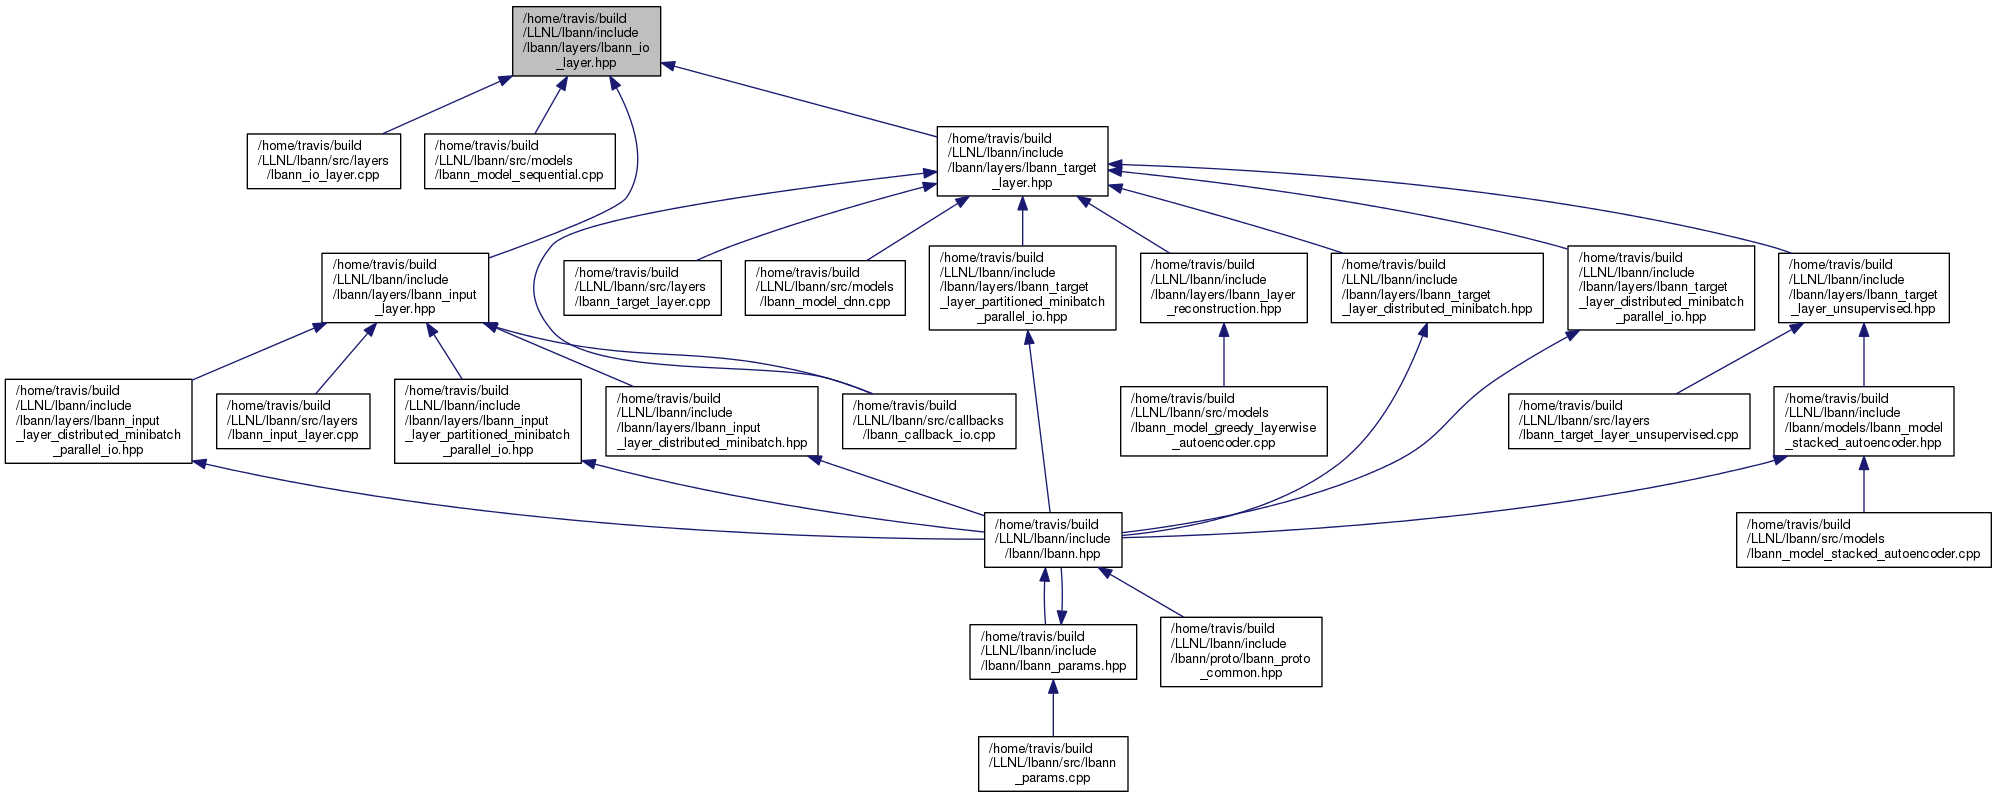 /home/travis/build
/LLNL/lbann/include
/lbann/layers/lbann_io
_layer.hpp
/home/travis/build
/LLNL/lbann/src/layers
/lbann_io_layer.cpp
/home/travis/build
/LLNL/lbann/src/models
/lbann_model_sequential.cpp
/home/travis/build
/LLNL/lbann/include
/lbann/layers/lbann_target
_layer.hpp
/home/travis/build
/LLNL/lbann/include
/lbann/layers/lbann_input
_layer.hpp
/home/travis/build
/LLNL/lbann/src/layers
/lbann_target_layer.cpp
/home/travis/build
/LLNL/lbann/src/models
/lbann_model_dnn.cpp
/home/travis/build
/LLNL/lbann/include
/lbann/layers/lbann_target
_layer_partitioned_minibatch
_parallel_io.hpp
/home/travis/build
/LLNL/lbann/include
/lbann/layers/lbann_layer
_reconstruction.hpp
/home/travis/build
/LLNL/lbann/include
/lbann/layers/lbann_target
_layer_distributed_minibatch.hpp
/home/travis/build
/LLNL/lbann/include
/lbann/layers/lbann_target
_layer_distributed_minibatch
_parallel_io.hpp
/home/travis/build
/LLNL/lbann/include
/lbann/layers/lbann_target
_layer_unsupervised.hpp
/home/travis/build
/LLNL/lbann/include
/lbann/layers/lbann_input
_layer_distributed_minibatch
_parallel_io.hpp
/home/travis/build
/LLNL/lbann/src/layers
/lbann_input_layer.cpp
/home/travis/build
/LLNL/lbann/include
/lbann/layers/lbann_input
_layer_partitioned_minibatch
_parallel_io.hpp
/home/travis/build
/LLNL/lbann/include
/lbann/layers/lbann_input
_layer_distributed_minibatch.hpp
/home/travis/build
/LLNL/lbann/src/callbacks
/lbann_callback_io.cpp
/home/travis/build
/LLNL/lbann/src/models
/lbann_model_greedy_layerwise
_autoencoder.cpp
/home/travis/build
/LLNL/lbann/src/layers
/lbann_target_layer_unsupervised.cpp
/home/travis/build
/LLNL/lbann/include
/lbann/models/lbann_model
_stacked_autoencoder.hpp
/home/travis/build
/LLNL/lbann/include
/lbann/lbann.hpp
/home/travis/build
/LLNL/lbann/src/models
/lbann_model_stacked_autoencoder.cpp
/home/travis/build
/LLNL/lbann/include
/lbann/lbann_params.hpp
/home/travis/build
/LLNL/lbann/include
/lbann/proto/lbann_proto
_common.hpp
/home/travis/build
/LLNL/lbann/src/lbann
_params.cpp